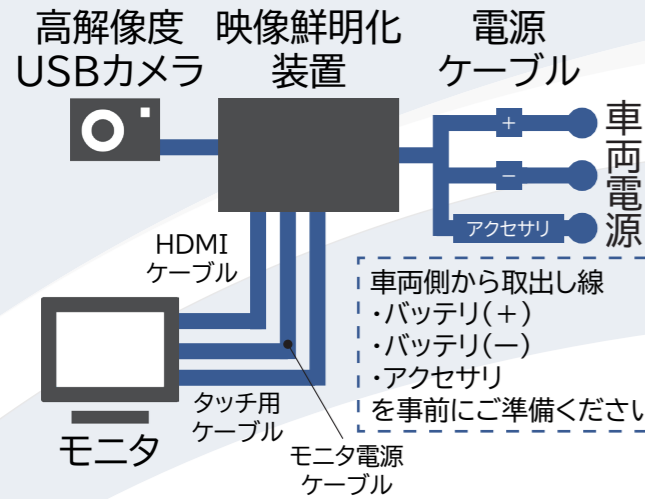 高解像度
USBカメラ
映像鮮明化
装置
電源
ケーブル
+
−
アクセサリ
車両電源
HDMI
ケーブル
車両側から取出し線
・バッテリ(+)
・バッテリ(ー)
・アクセサリ
を事前にご準備ください
タッチ用
ケーブル
モニタ電源
ケーブル
モニタ